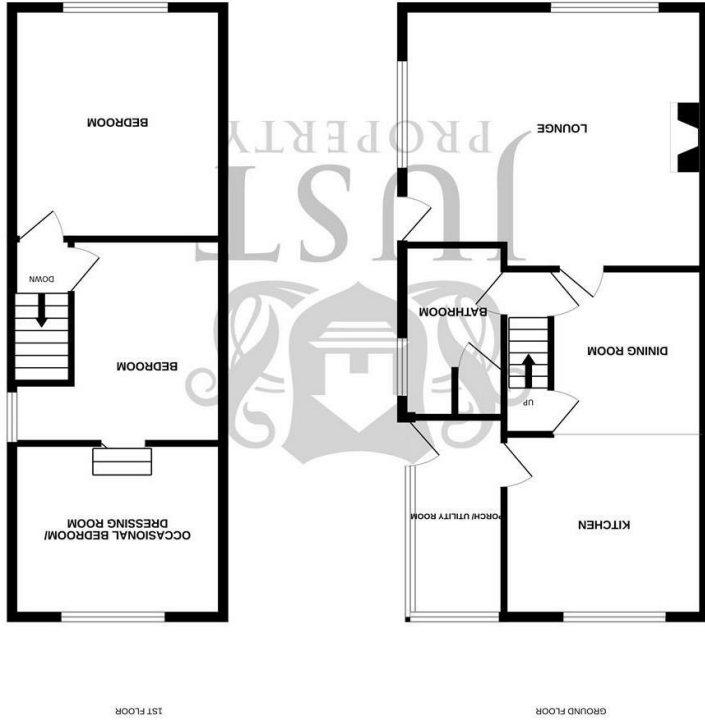 GROUND FLOOR
KITCHEN
PORCH/ UTILITY ROOM
UP
DINING ROOM
BATHROOM
LOUNGE
1ST FLOOR
OCCASIONAL BEDROOM/
DRESSING ROOM
BEDROOM
DOWN
BEDROOM
JUST
PROPERTY